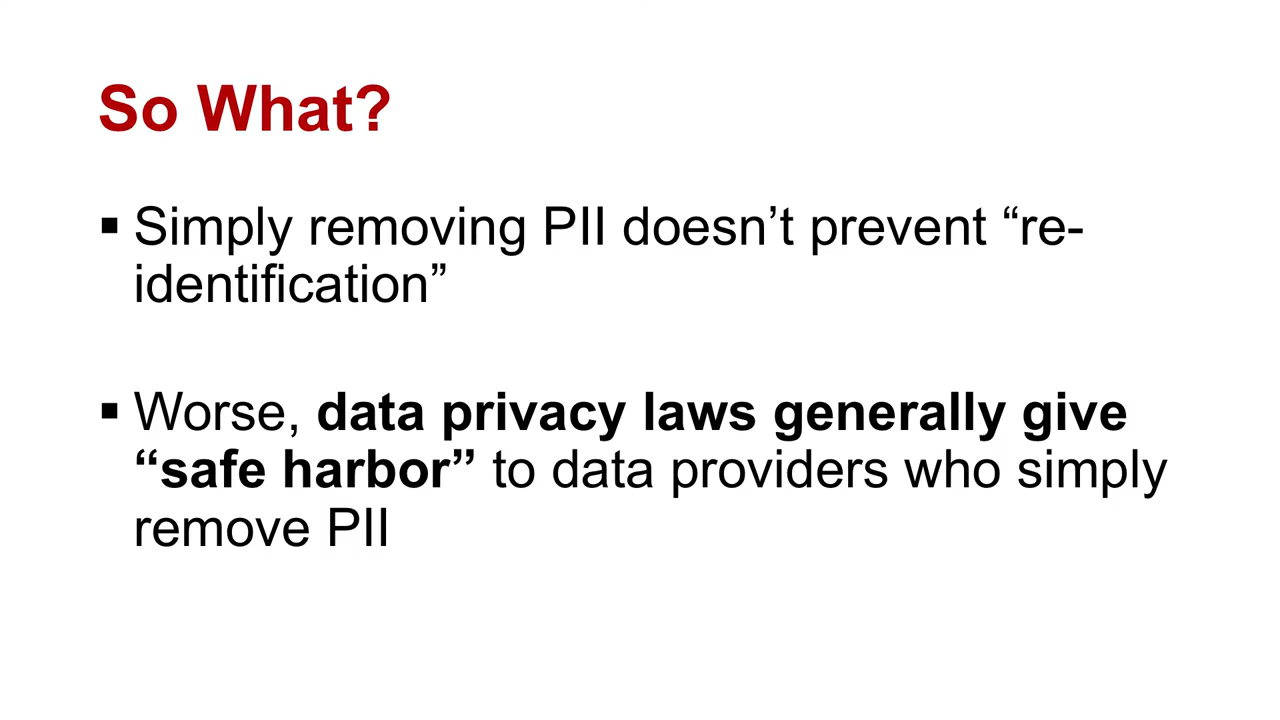 So What?
▪ Simply removing PII doesn’t prevent “re-
identification”
▪ Worse, data privacy laws generally give
“safe harbor” to data providers who simply
remove PII